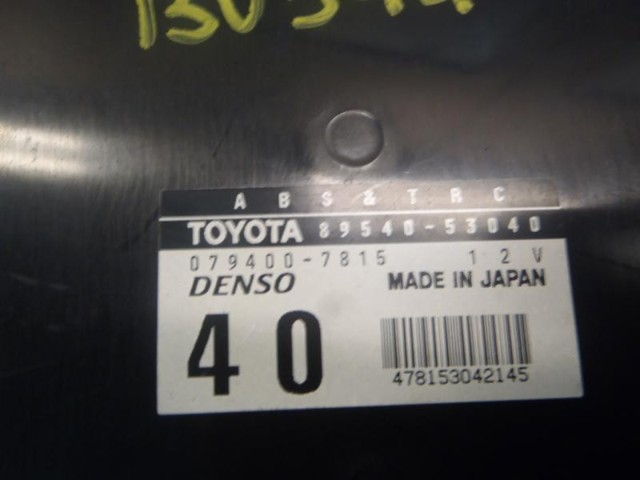 ABS & TRC
TOYOTA 89540-53040
079400-7815 12V
DENSO MADE IN JAPAN
40
478153042145